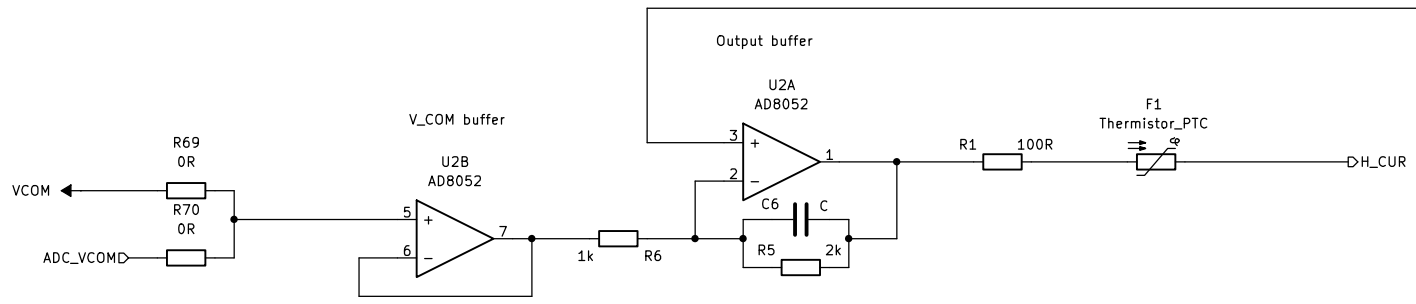 Output buffer
U2A
AD8052
3
+
2
−
1
F1
Thermistor_PTC
R1
100R
H_CUR
V_COM buffer
U2B
AD8052
5
+
6
−
7
R69
0R
VCOM
R70
0R
ADC_VCOM
1k
R6
C6
C
R5
2k